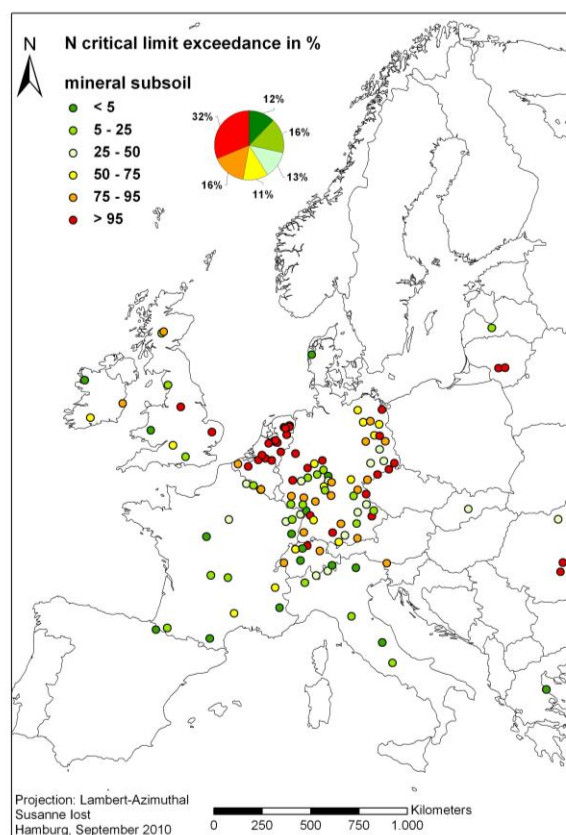 N
N critical limit exceedance in %
mineral subsoil
< 5
5 - 25
25 - 50
50 - 75
75 - 95
> 95
12%
32%
16%
13%
16%
11%
Projection: Lambert-Azimuthal
Susanne Iost
Hamburg, September 2010
Kilometers
0 250 500 750 1.000